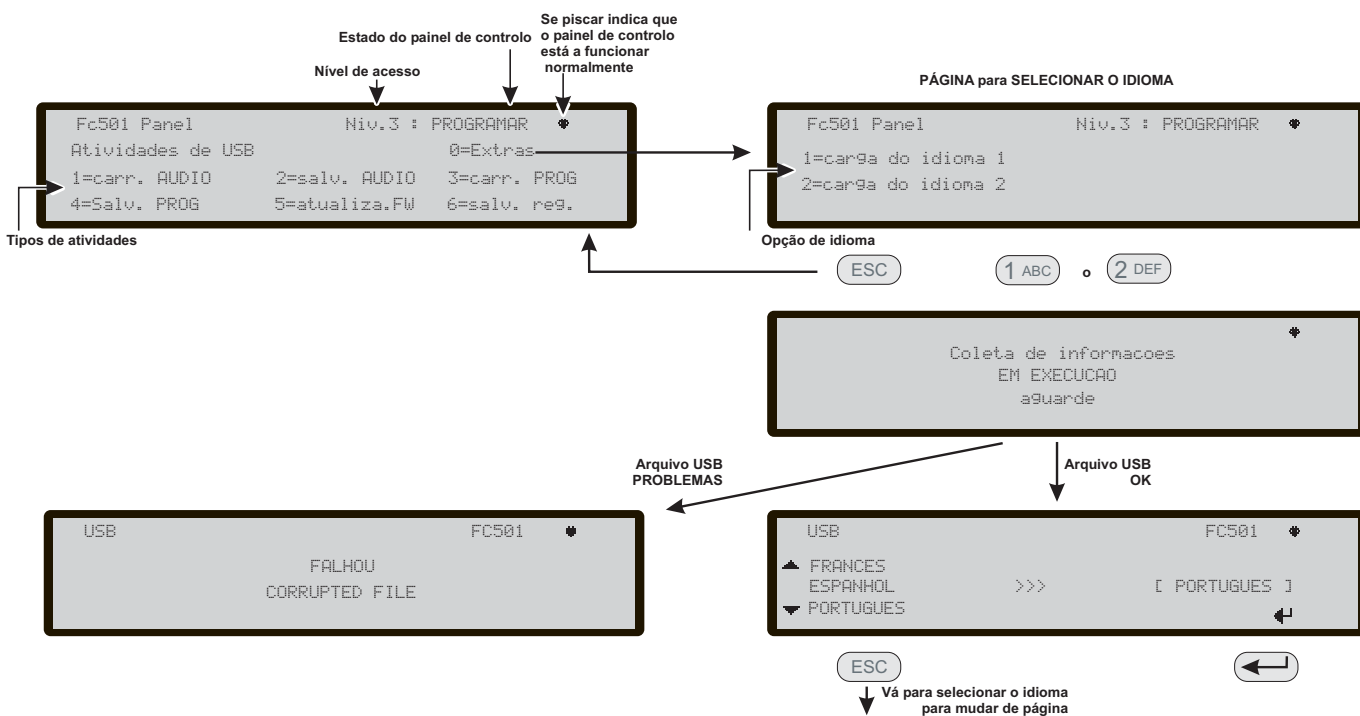 Se piscar indica que
o painel de controlo
está a funcionar
normalmente
Estado do painel de controlo
Nível de acesso
Fc501 Panel Niv.3 : PROGRAMAR
Atividades de USB 0=Extras
1=carr. AUDIO 2=salv. AUDIO 3=carr. PROG
4=Salv. PROG 5=atualiza.FW 6=salv. reg.
Tipos de atividades
PÁGINA para SELECIONAR O IDIOMA
Fc501 Panel Niv.3 : PROGRAMAR
1=carga do idioma 1
2=carga do idioma 2
Opção de idioma
ESC 1 ABC o 2 DEF
Coleta de informacoes
EM EXECUCAO
aguarde
Arquivo USB
PROBLEMAS
Arquivo USB
OK
USB FC501
FALHOU
CORRUPTED FILE
USB FC501
FRANCES
ESPANHOL >>> [ PORTUGUES ]
PORTUGUES
ESC
Vá para selecionar o idioma
para mudar de página